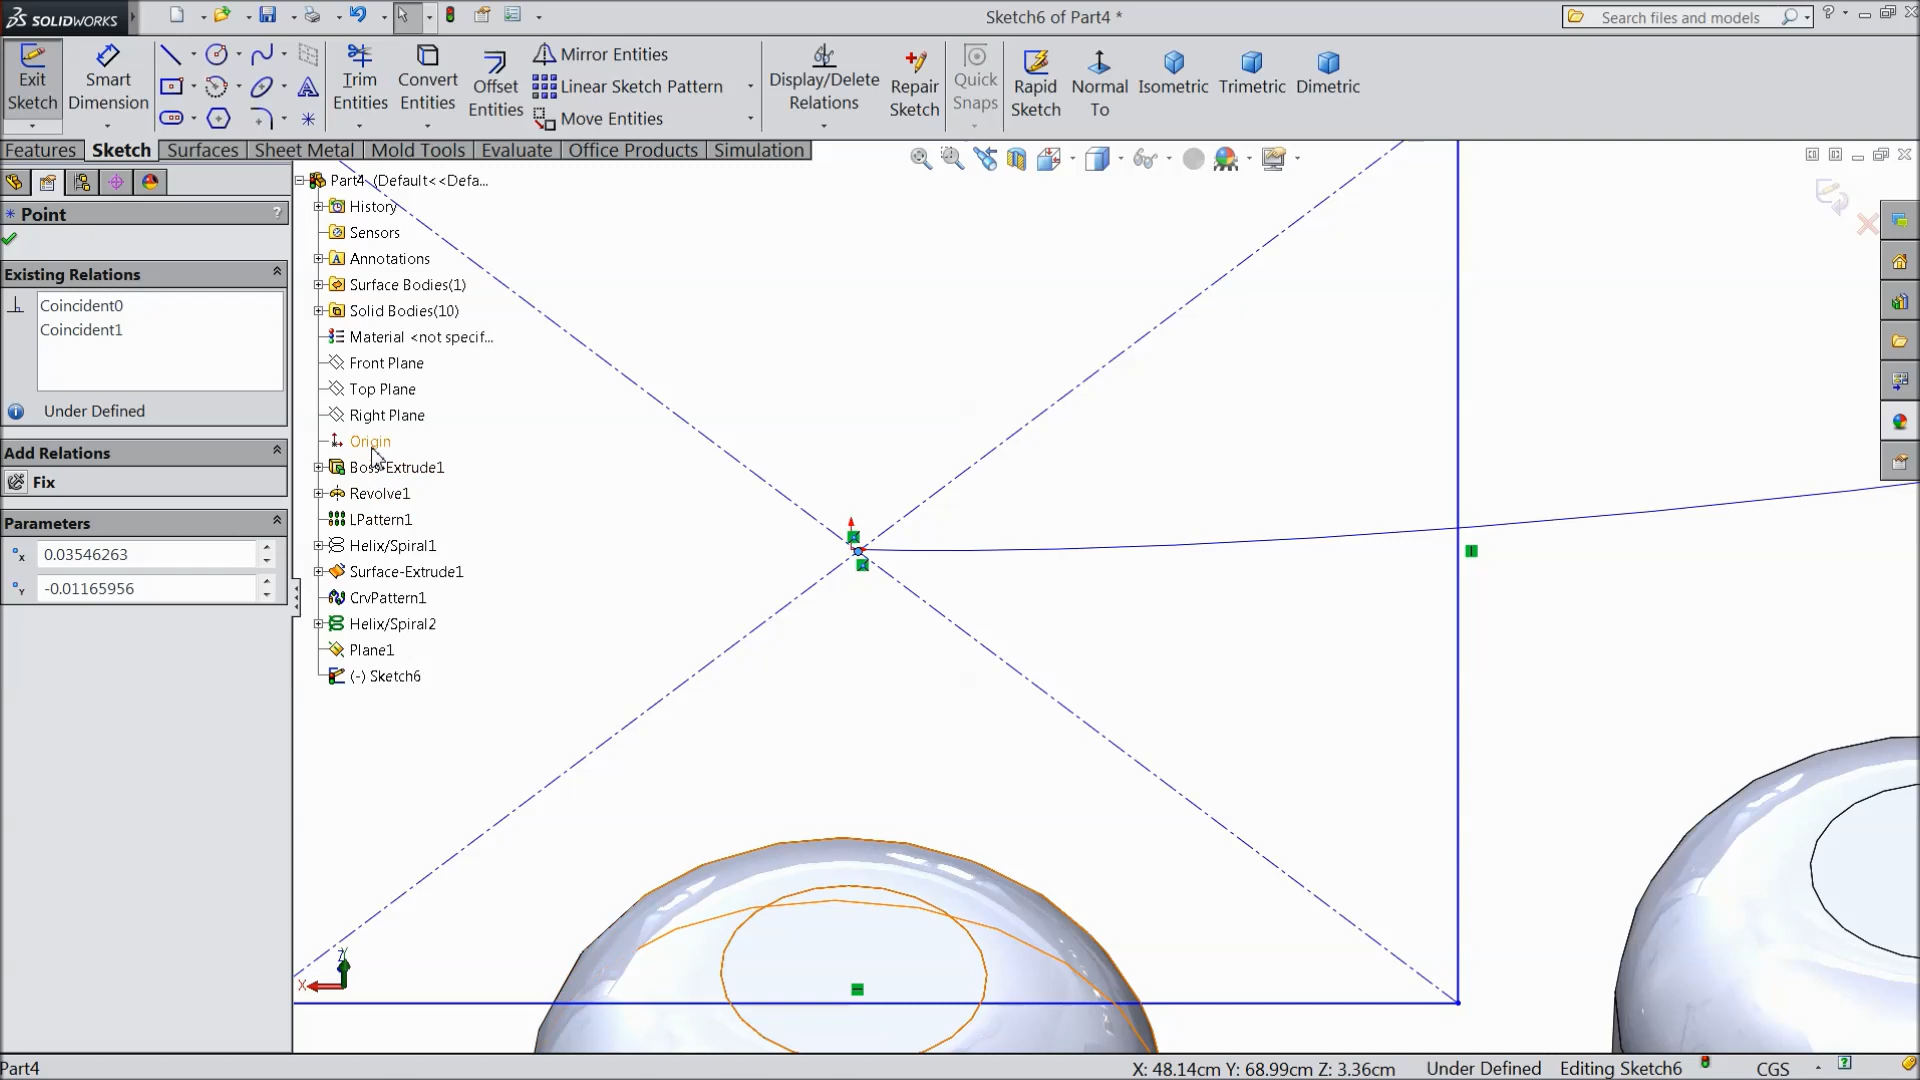 SOLIDWORKS
Sketch6 of Part4 *
Search files and models
Exit Sketch
Smart Dimension
Trim Entities
Convert Entities
Offset Entities
Mirror Entities
Linear Sketch Pattern
Move Entities
Display/Delete Relations
Repair Sketch
Quick Snaps
Rapid Sketch
Normal To
Isometric
Trimetric
Dimetric
Features Sketch Surfaces Sheet Metal Mold Tools Evaluate Office Products Simulation
Point
?
Existing Relations
Coincident0
Coincident1
Under Defined
Add Relations
Fix
Parameters
0.03546263
-0.01165956
Part4 (Default<<Defa...
History
Sensors
Annotations
Surface Bodies(1)
Solid Bodies(10)
Material <not specif...
Front Plane
Top Plane
Right Plane
Origin
Boss-Extrude1
Revolve1
LPattern1
Helix/Spiral1
Surface-Extrude1
CrvPattern1
Helix/Spiral2
Plane1
(-) Sketch6
Z
X
Part4
X: 48.14cm Y: 68.99cm Z: 3.36cm Under Defined Editing Sketch6 CGS